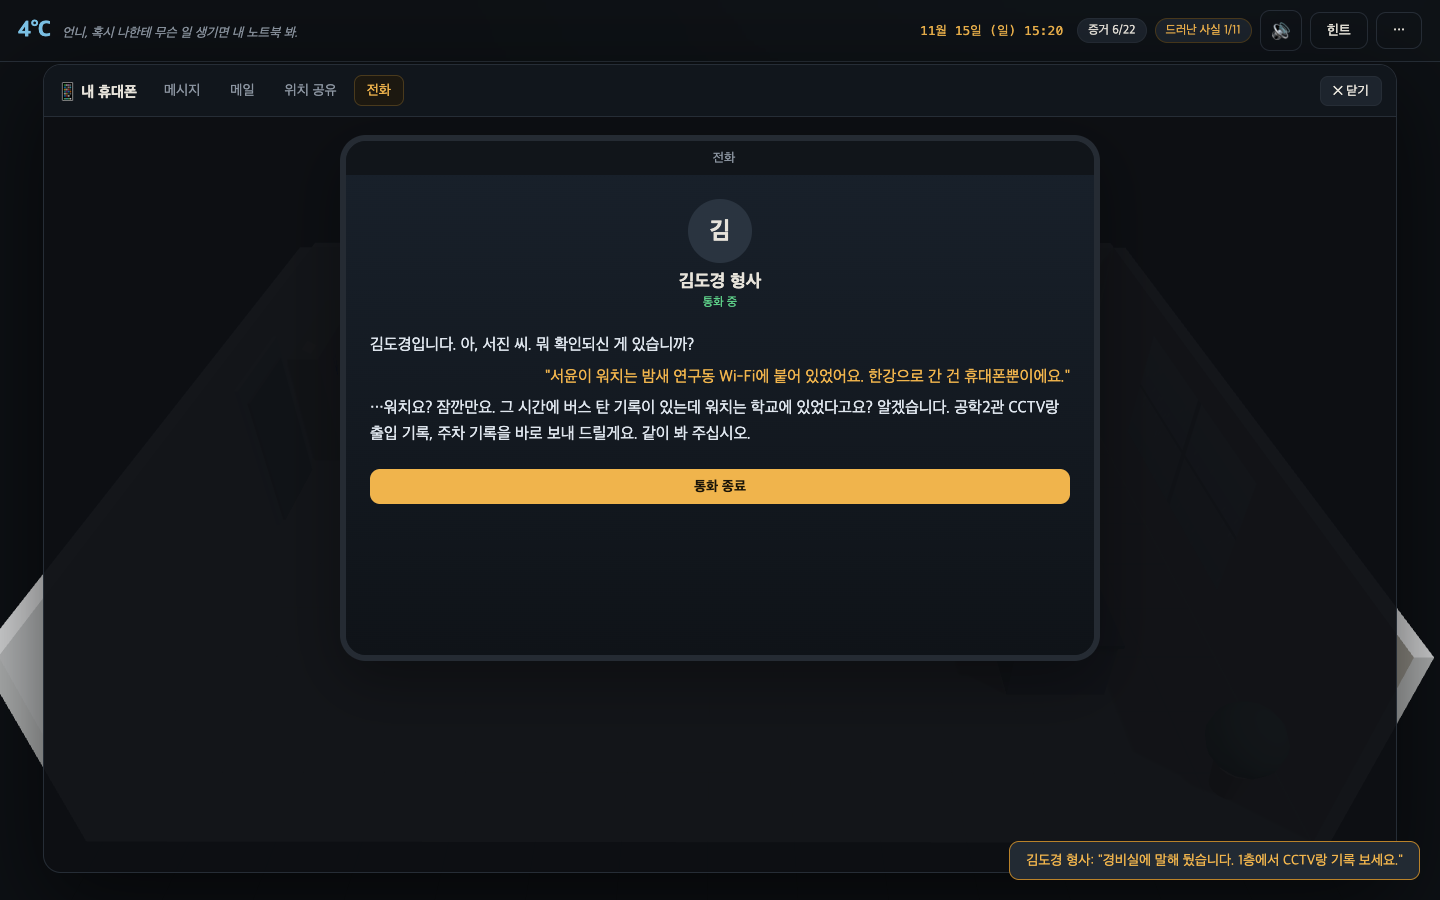 4°C 언니, 혹시 나한테 무슨 일 생기면 내 노트북 봐. 11월 15일 (일) 15:20 증거 6/22 드러난 사실 1/11 힌트 ···
내 휴대폰 메시지 메일 위치 공유 전화 ✕ 닫기
전화
김
김도경 형사
통화 중
김도경입니다. 아, 서진 씨. 뭐 확인되신 게 있습니까?
"서윤이 워치는 밤새 연구동 Wi-Fi에 붙어 있었어요. 한강으로 간 건 휴대폰뿐이에요."
…워치요? 잠깐만요. 그 시간에 버스 탄 기록이 있는데 워치는 학교에 있었다고요? 알겠습니다. 공학2관 CCTV랑
출입 기록, 주차 기록을 바로 보내 드릴게요. 같이 봐 주십시오.
통화 종료
김도경 형사: "경비실에 말해 뒀습니다. 1층에서 CCTV랑 기록 보세요."